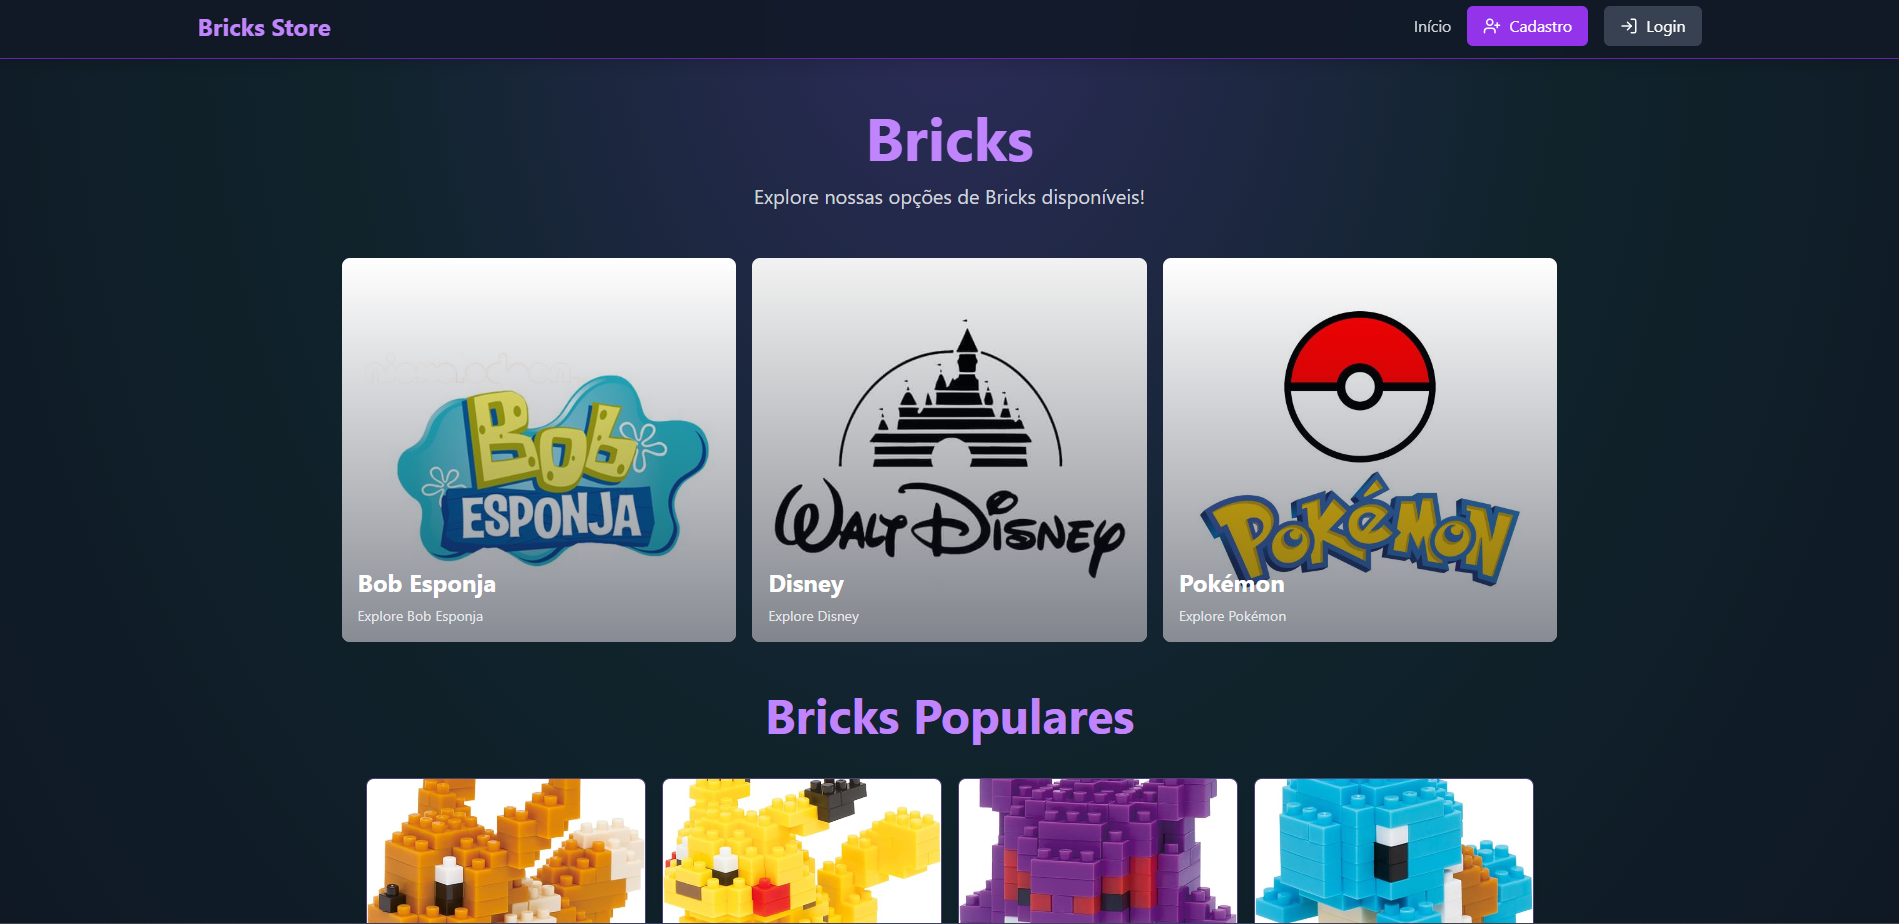 Bricks Store
Início
Cadastro
Login
Bricks
Explore nossas opções de Bricks disponíveis!
nickelodeon
Bob
ESPONJA
Bob Esponja
Explore Bob Esponja
WALT DISNEY
Disney
Explore Disney
POKéMON
Pokémon
Explore Pokémon
Bricks Populares